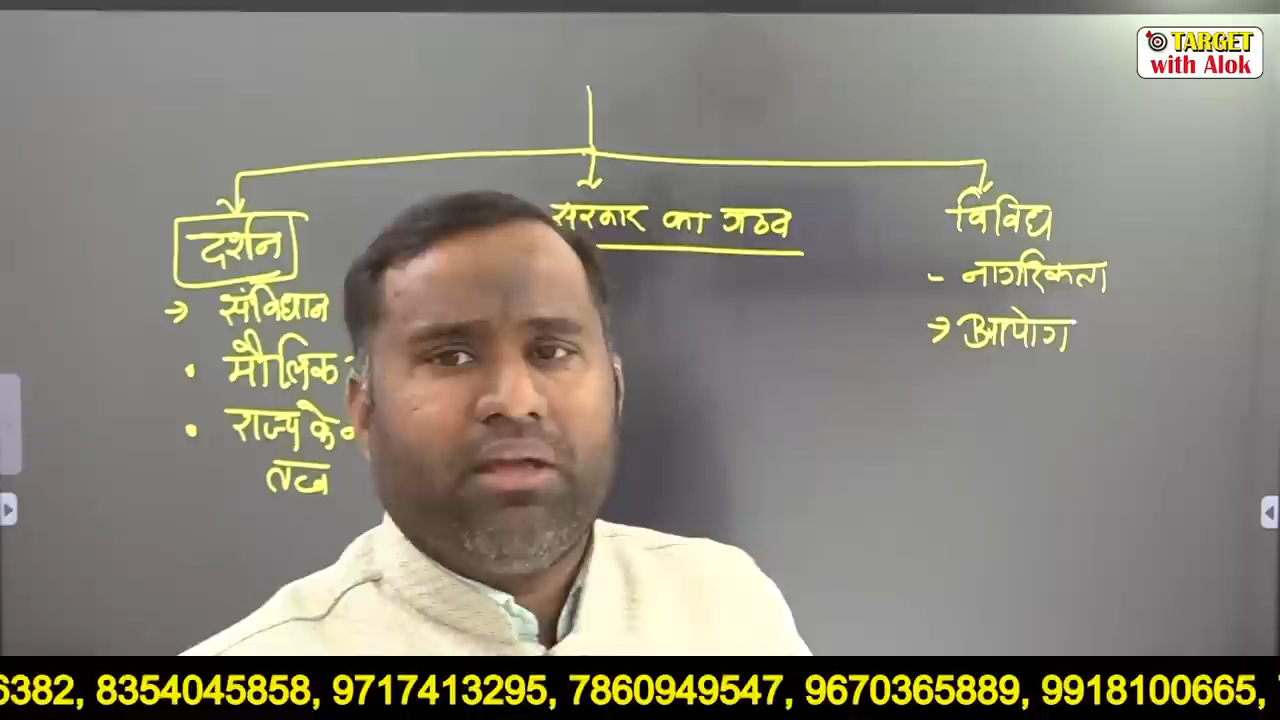 TARGET
with Alok
दर्शन
सरकार का गठन
विविध
→ संविधान
- नागरिकता
• मौलिक
→ आयोग
• राज्य के
तत्व
6382, 8354045858, 9717413295, 7860949547, 9670365889, 9918100665,